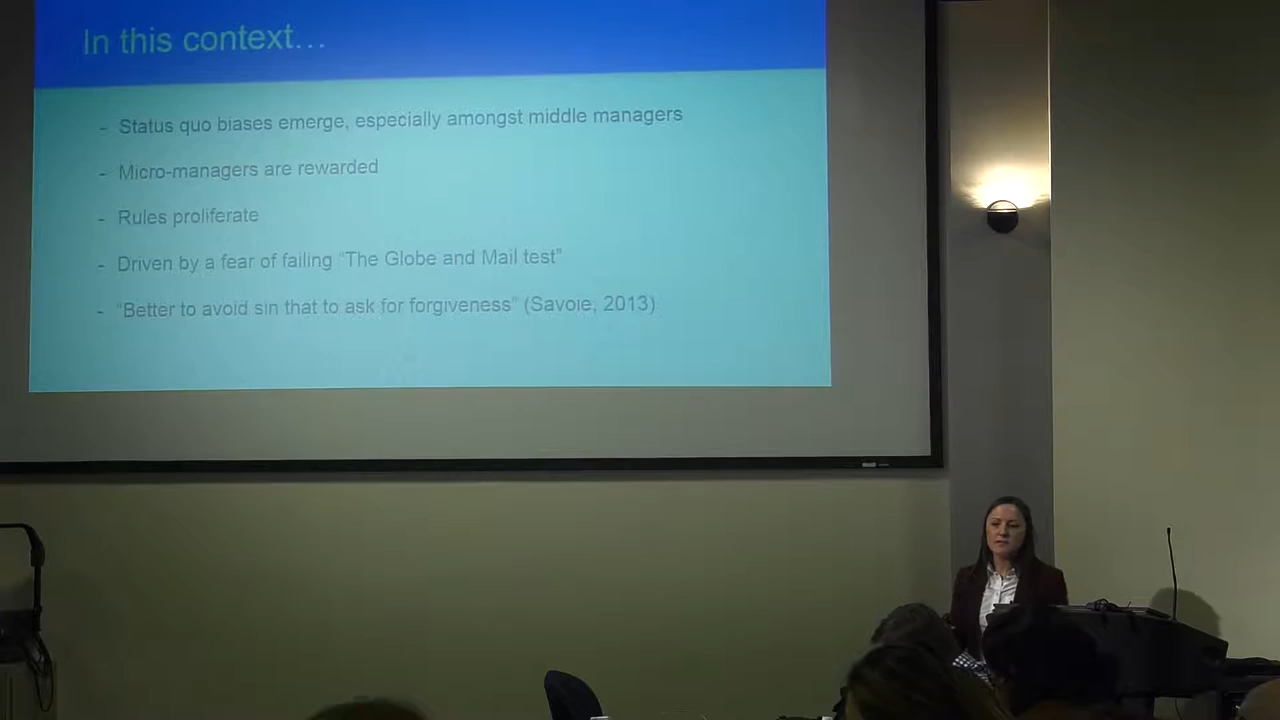 In this context...
- Status quo biases emerge, especially amongst middle managers
- Micro-managers are rewarded
- Rules proliferate
- Driven by a fear of failing “The Globe and Mail test”
- “Better to avoid sin that to ask for forgiveness” (Savoie, 2013)